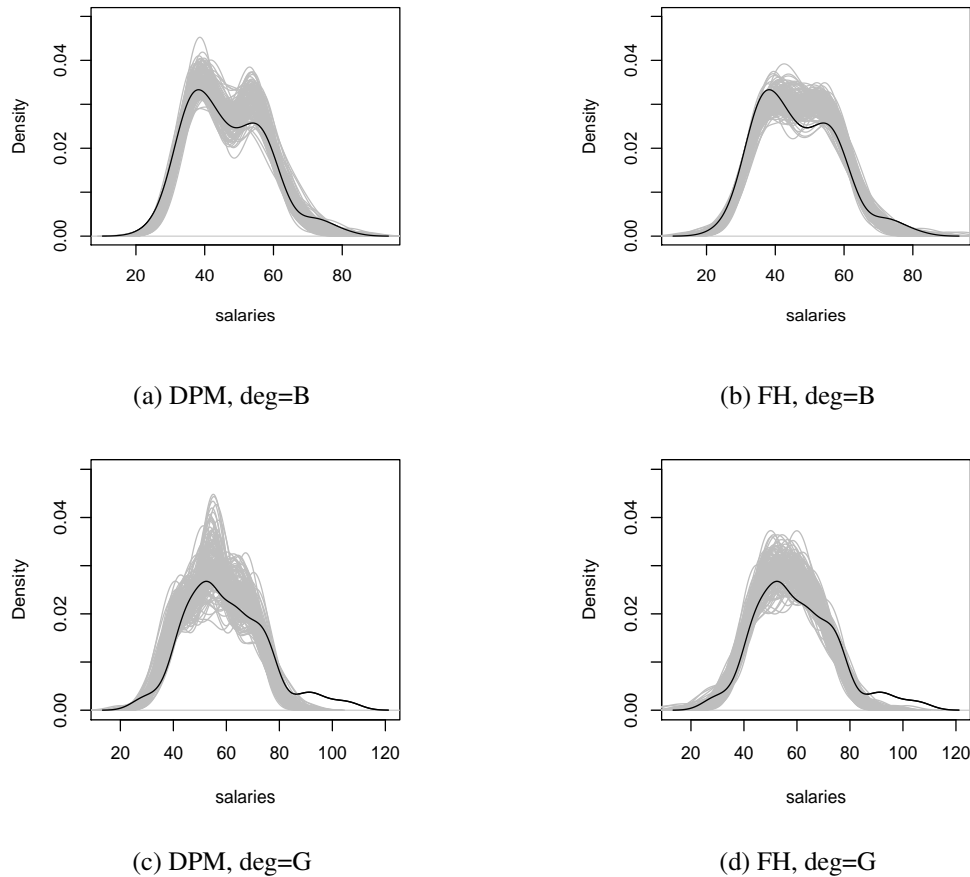 Density
0.04
0.02
0.00
20 40 60 80
salaries
(a) DPM, deg=B
Density
0.04
0.02
0.00
20 40 60 80
salaries
(b) FH, deg=B
Density
0.04
0.02
0.00
20 40 60 80 100 120
salaries
(c) DPM, deg=G
Density
0.04
0.02
0.00
20 40 60 80 100 120
salaries
(d) FH, deg=G